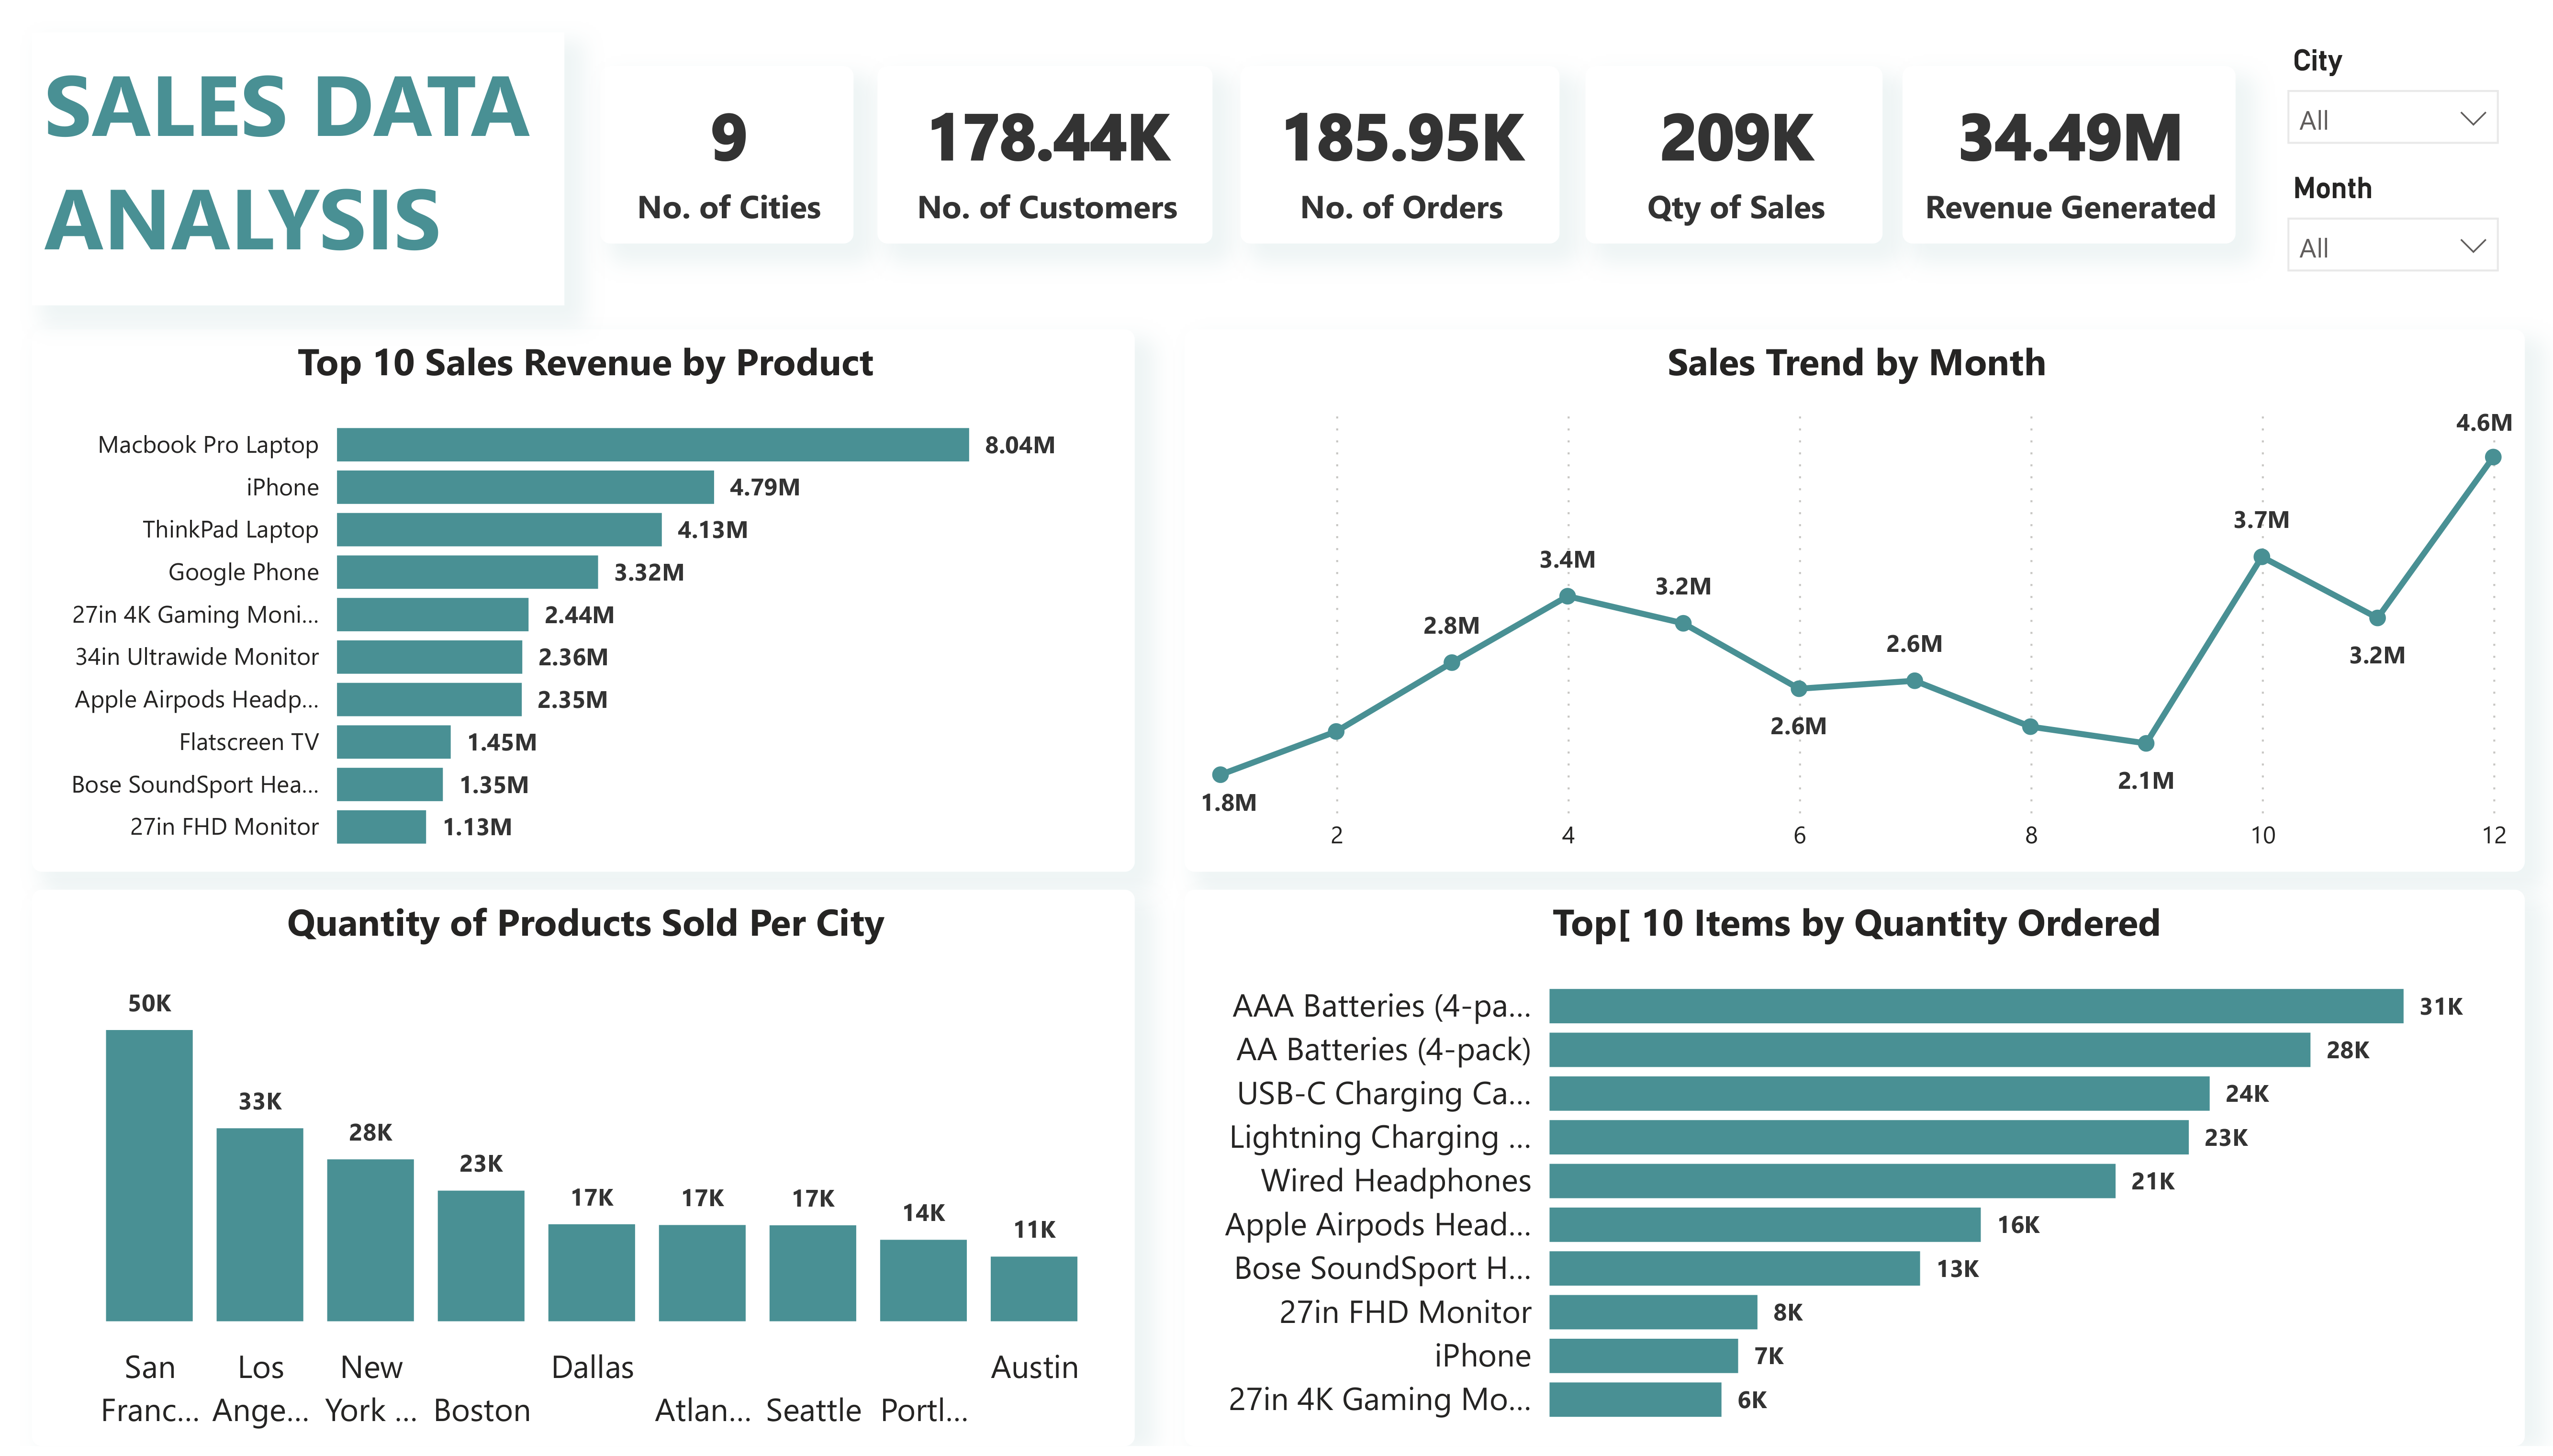 SALES DATA
ANALYSIS
9
No. of Cities
178.44K
No. of Customers
185.95K
No. of Orders
209K
Qty of Sales
34.49M
Revenue Generated
City
All
Month
All
Top 10 Sales Revenue by Product
Macbook Pro Laptop 8.04M
iPhone 4.79M
ThinkPad Laptop 4.13M
Google Phone 3.32M
27in 4K Gaming Moni... 2.44M
34in Ultrawide Monitor 2.36M
Apple Airpods Headp... 2.35M
Flatscreen TV 1.45M
Bose SoundSport Hea... 1.35M
27in FHD Monitor 1.13M
Sales Trend by Month
1.8M
2.8M
3.4M
3.2M
2.6M
2.6M
2.1M
3.7M
3.2M
4.6M
2 4 6 8 10 12
Quantity of Products Sold Per City
50K
33K
28K
23K
17K
17K
17K
14K
11K
San Franc...
Los Ange...
New York ...
Boston
Dallas
Atlan...
Seattle
Portl...
Austin
Top[ 10 Items by Quantity Ordered
AAA Batteries (4-pa... 31K
AA Batteries (4-pack) 28K
USB-C Charging Ca... 24K
Lightning Charging ... 23K
Wired Headphones 21K
Apple Airpods Head... 16K
Bose SoundSport H... 13K
27in FHD Monitor 8K
iPhone 7K
27in 4K Gaming Mo... 6K